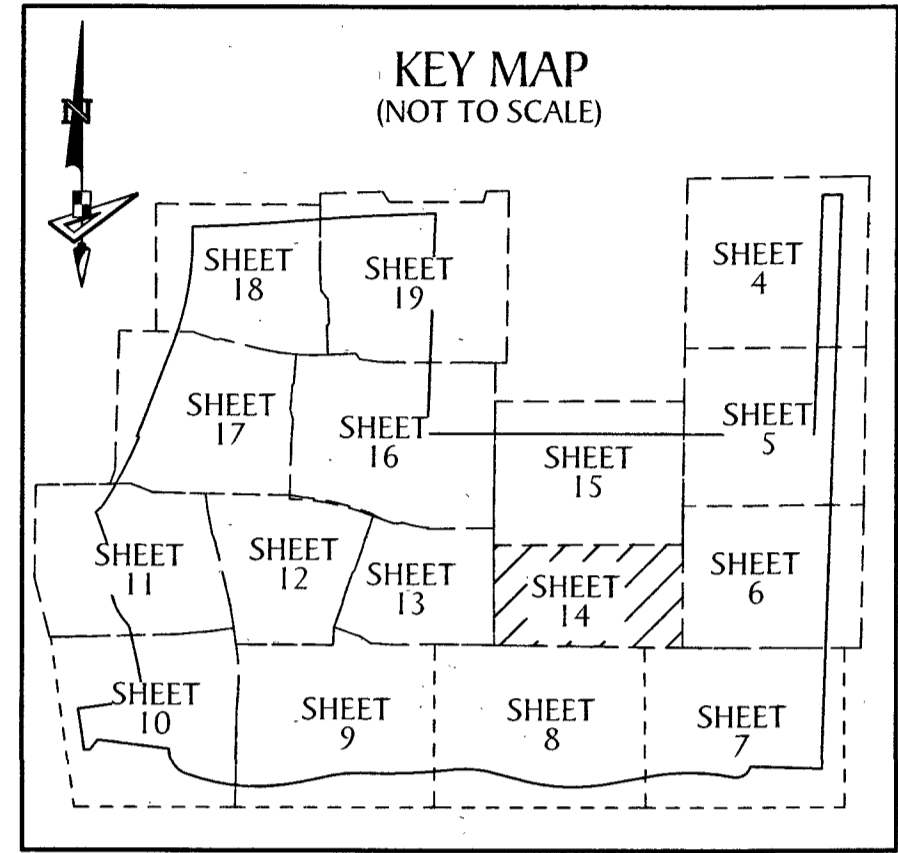 KEY MAP
(NOT TO SCALE)
N
SHEET
4
SHEET
18
SHEET
19
SHEET
17
SHEET
16
SHEET
5
SHEET
15
SHEET
11
SHEET
12
SHEET
13
SHEET
14
SHEET
6
SHEET
10
SHEET
9
SHEET
8
SHEET
7